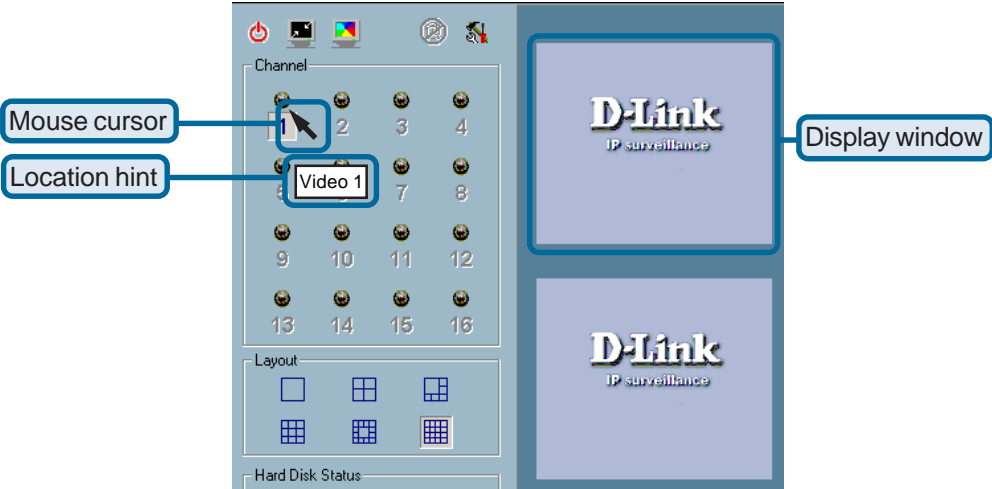 Channel
Mouse cursor
1 2 3 4
Display window
Location hint
Video 1
5 7 8
9 10 11 12
13 14 15 16
Layout
Hard Disk Status
D-Link
IP surveillance
D-Link
IP surveillance